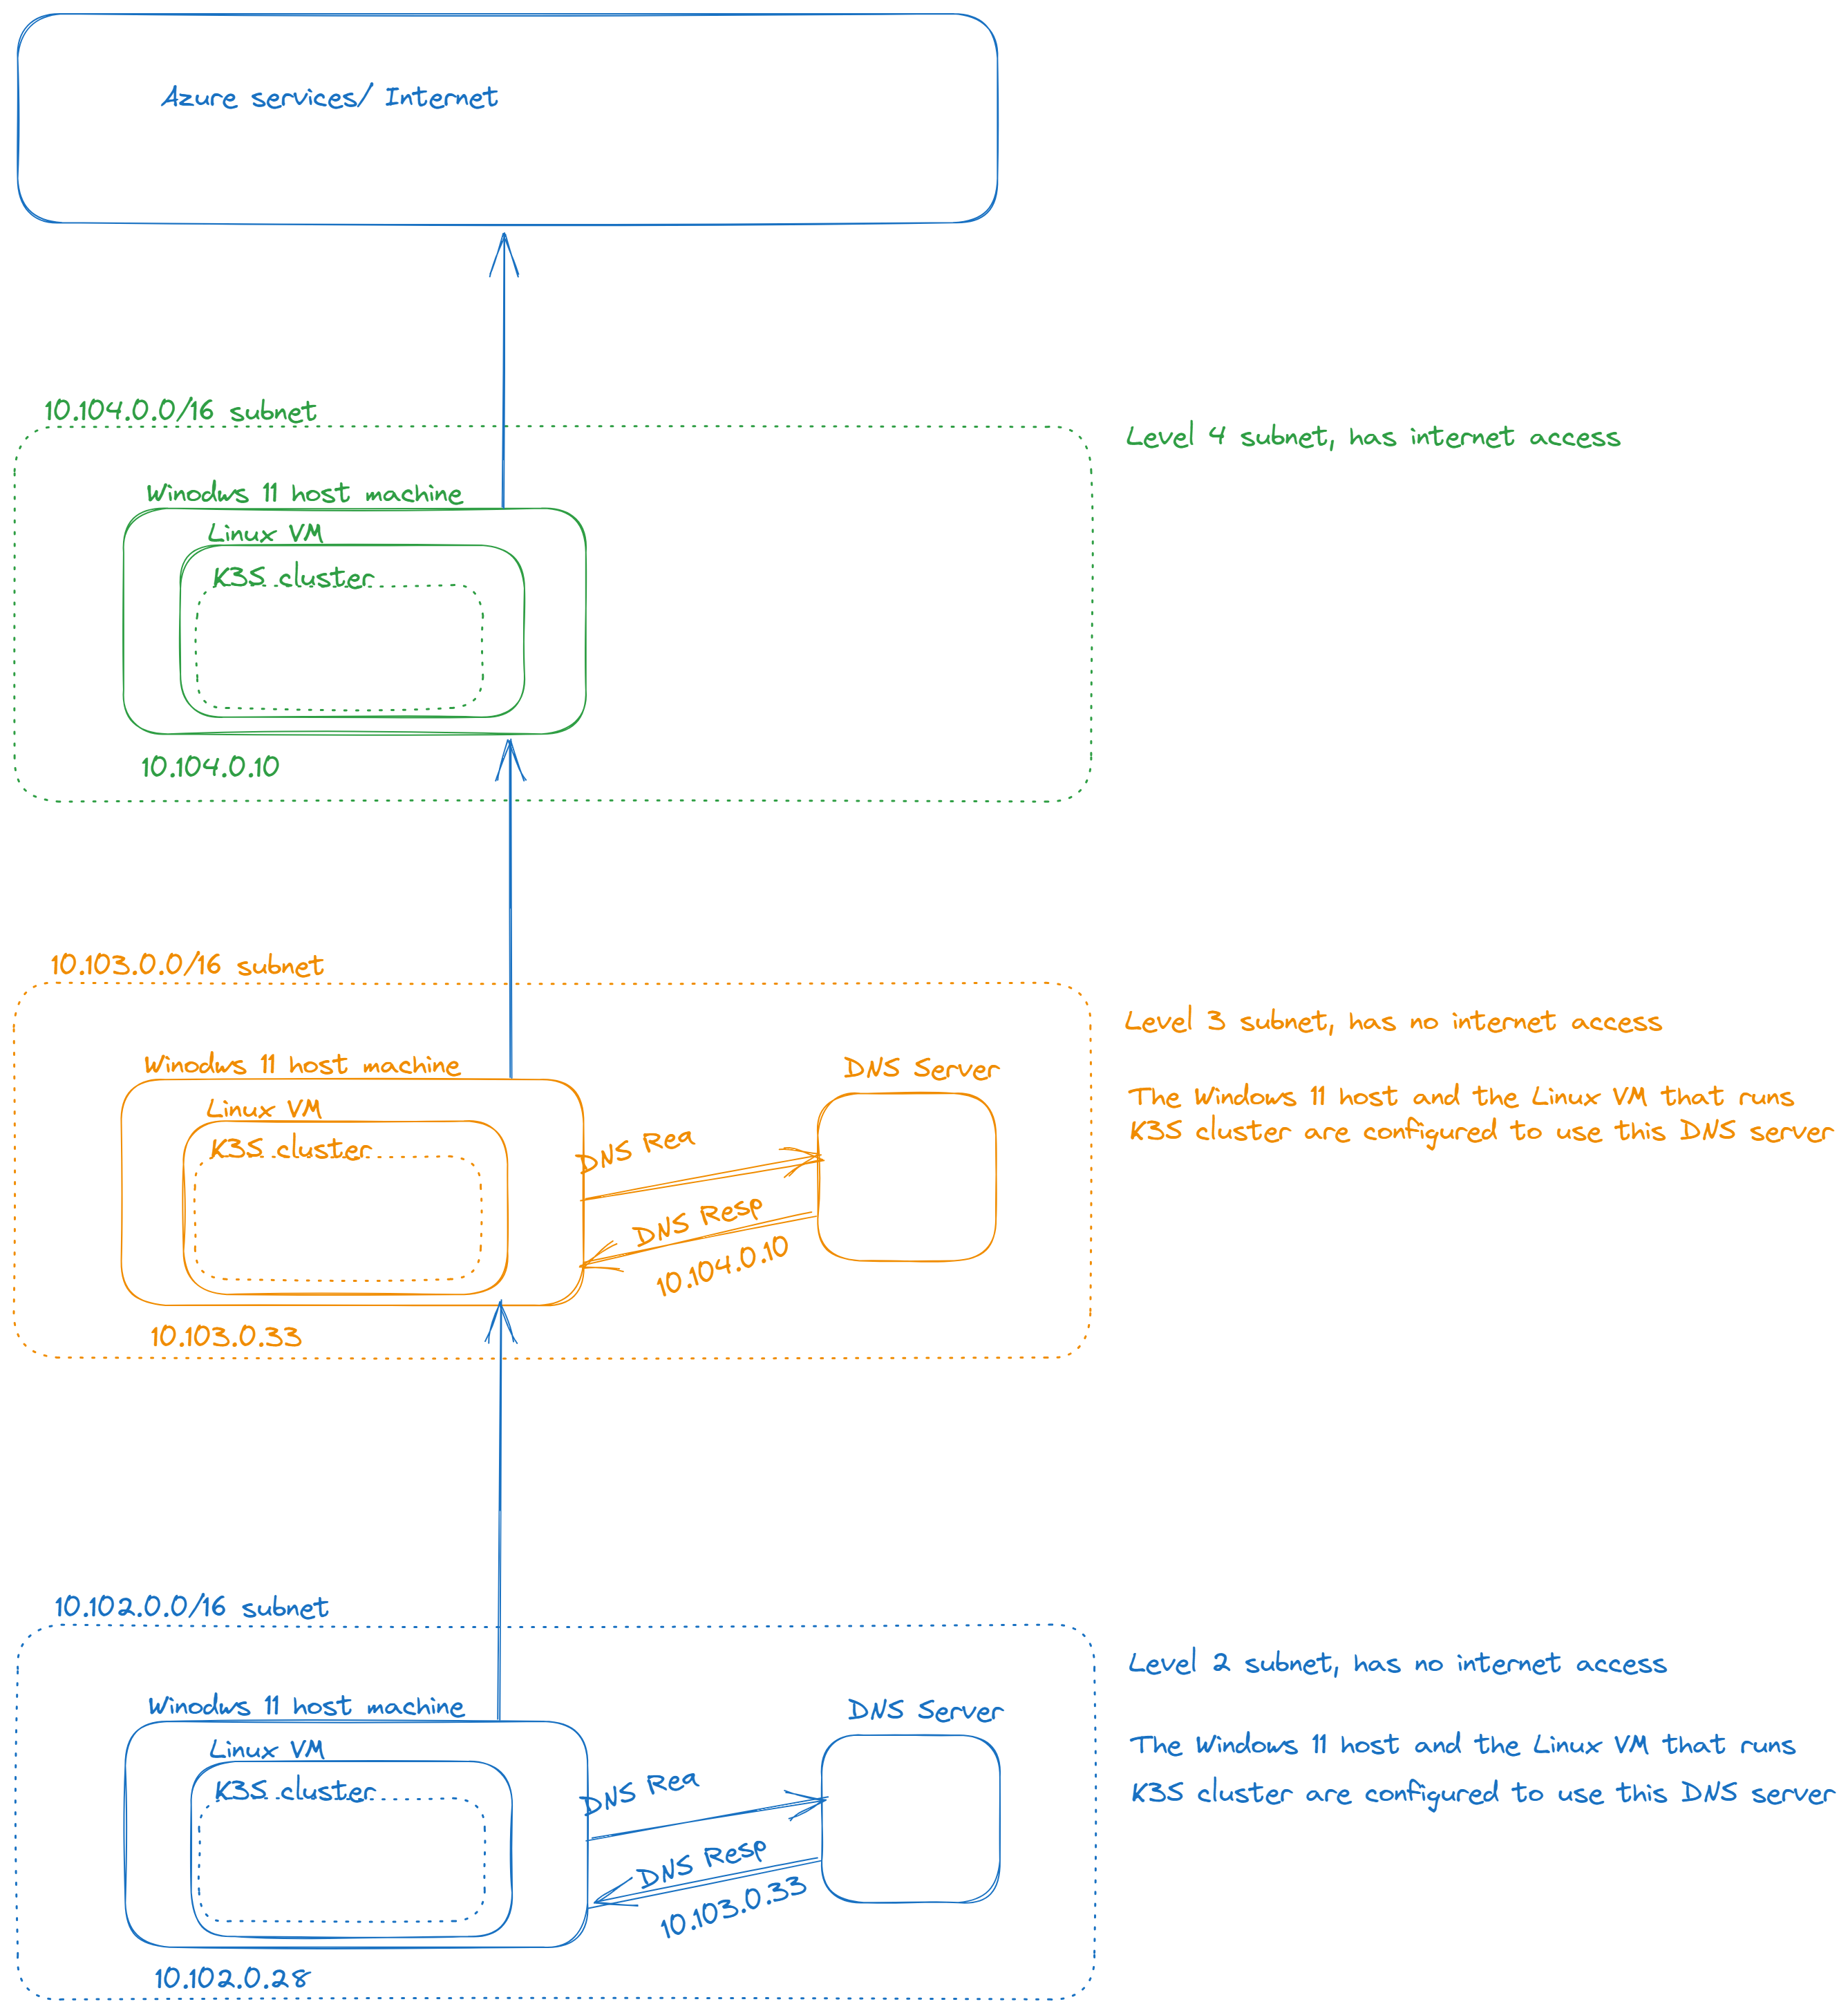 Azure services/ Internet
10.104.0.0/16 subnet
Level 4 subnet, has internet access
Winodws 11 host machine
Linux VM
K3S cluster
10.104.0.10
10.103.0.0/16 subnet
Level 3 subnet, has no internet access
Winodws 11 host machine
DNS Server
Linux VM
The Windows 11 host and the Linux VM that runs
K3S cluster are configured to use this DNS server
K3S cluster
DNS Req
DNS Resp
10.104.0.10
10.103.0.33
10.102.0.0/16 subnet
Level 2 subnet, has no internet access
Winodws 11 host machine
DNS Server
Linux VM
The Windows 11 host and the Linux VM that runs
K3S cluster
K3S cluster are configured to use this DNS server
DNS Req
DNS Resp
10.103.0.33
10.102.0.28